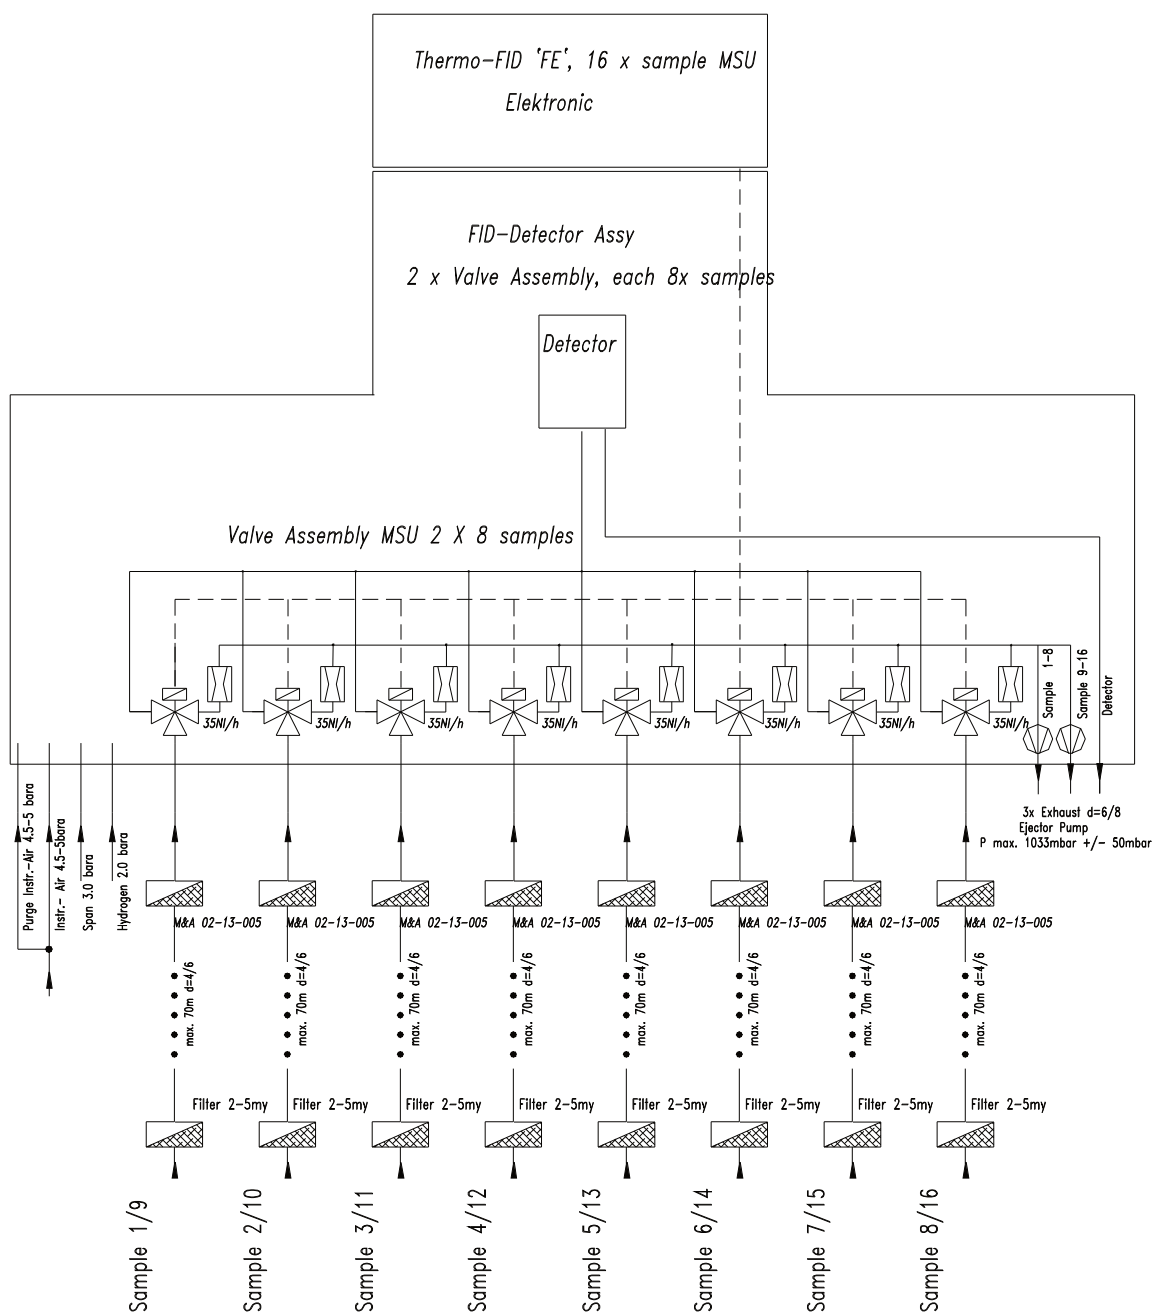 Thermo-FID 'FE', 16 x sample MSU
Elektronic
FID-Detector Assy
2 x Valve Assembly, each 8x samples
Detector
Valve Assembly MSU 2 X 8 samples
35Nl/h
35Nl/h
35Nl/h
35Nl/h
35Nl/h
35Nl/h
35Nl/h
35Nl/h
Sample 1-8
Sample 9-16
Detector
Purge Instr.-Air 4.5-5 bara
Instr.- Air 4.5-5bara
Span 3.0 bara
Hydrogen 2.0 bara
3x Exhaust d=6/8
Ejector Pump
P max. 1033mbar +/- 50mbar
M&A 02-13-005
M&A 02-13-005
M&A 02-13-005
M&A 02-13-005
M&A 02-13-005
M&A 02-13-005
M&A 02-13-005
M&A 02-13-005
max. 70m d=4/6
max. 70m d=4/6
max. 70m d=4/6
max. 70m d=4/6
max. 70m d=4/6
max. 70m d=4/6
max. 70m d=4/6
max. 70m d=4/6
Filter 2-5my
Filter 2-5my
Filter 2-5my
Filter 2-5my
Filter 2-5my
Filter 2-5my
Filter 2-5my
Filter 2-5my
Sample 1/9
Sample 2/10
Sample 3/11
Sample 4/12
Sample 5/13
Sample 6/14
Sample 7/15
Sample 8/16